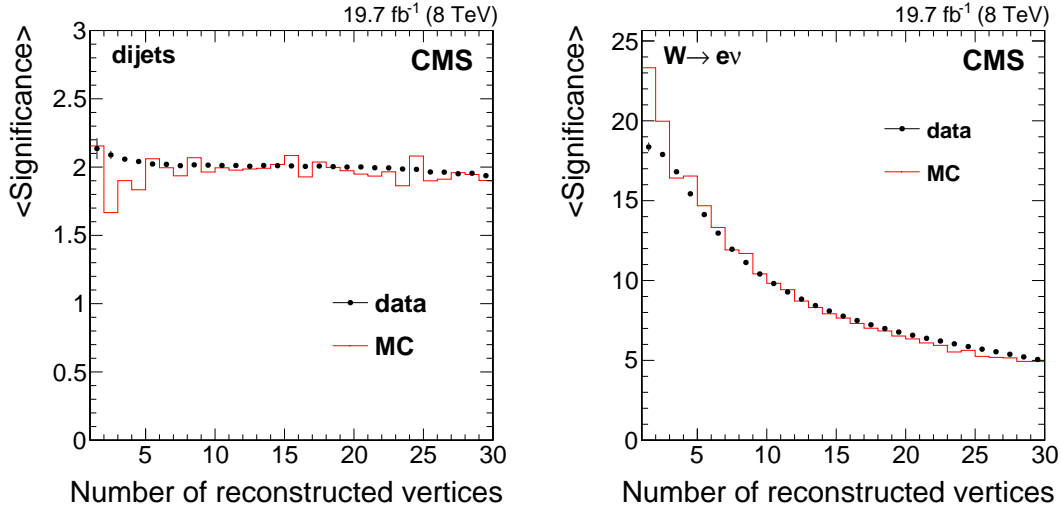 19.7 fb⁻¹ (8 TeV)
dijets
CMS
<Significance>
3
2.5
2
1.5
1
0.5
0
data
MC
5 10 15 20 25 30
Number of reconstructed vertices
19.7 fb⁻¹ (8 TeV)
W→ eν
CMS
<Significance>
25
20
15
10
5
0
data
MC
5 10 15 20 25 30
Number of reconstructed vertices